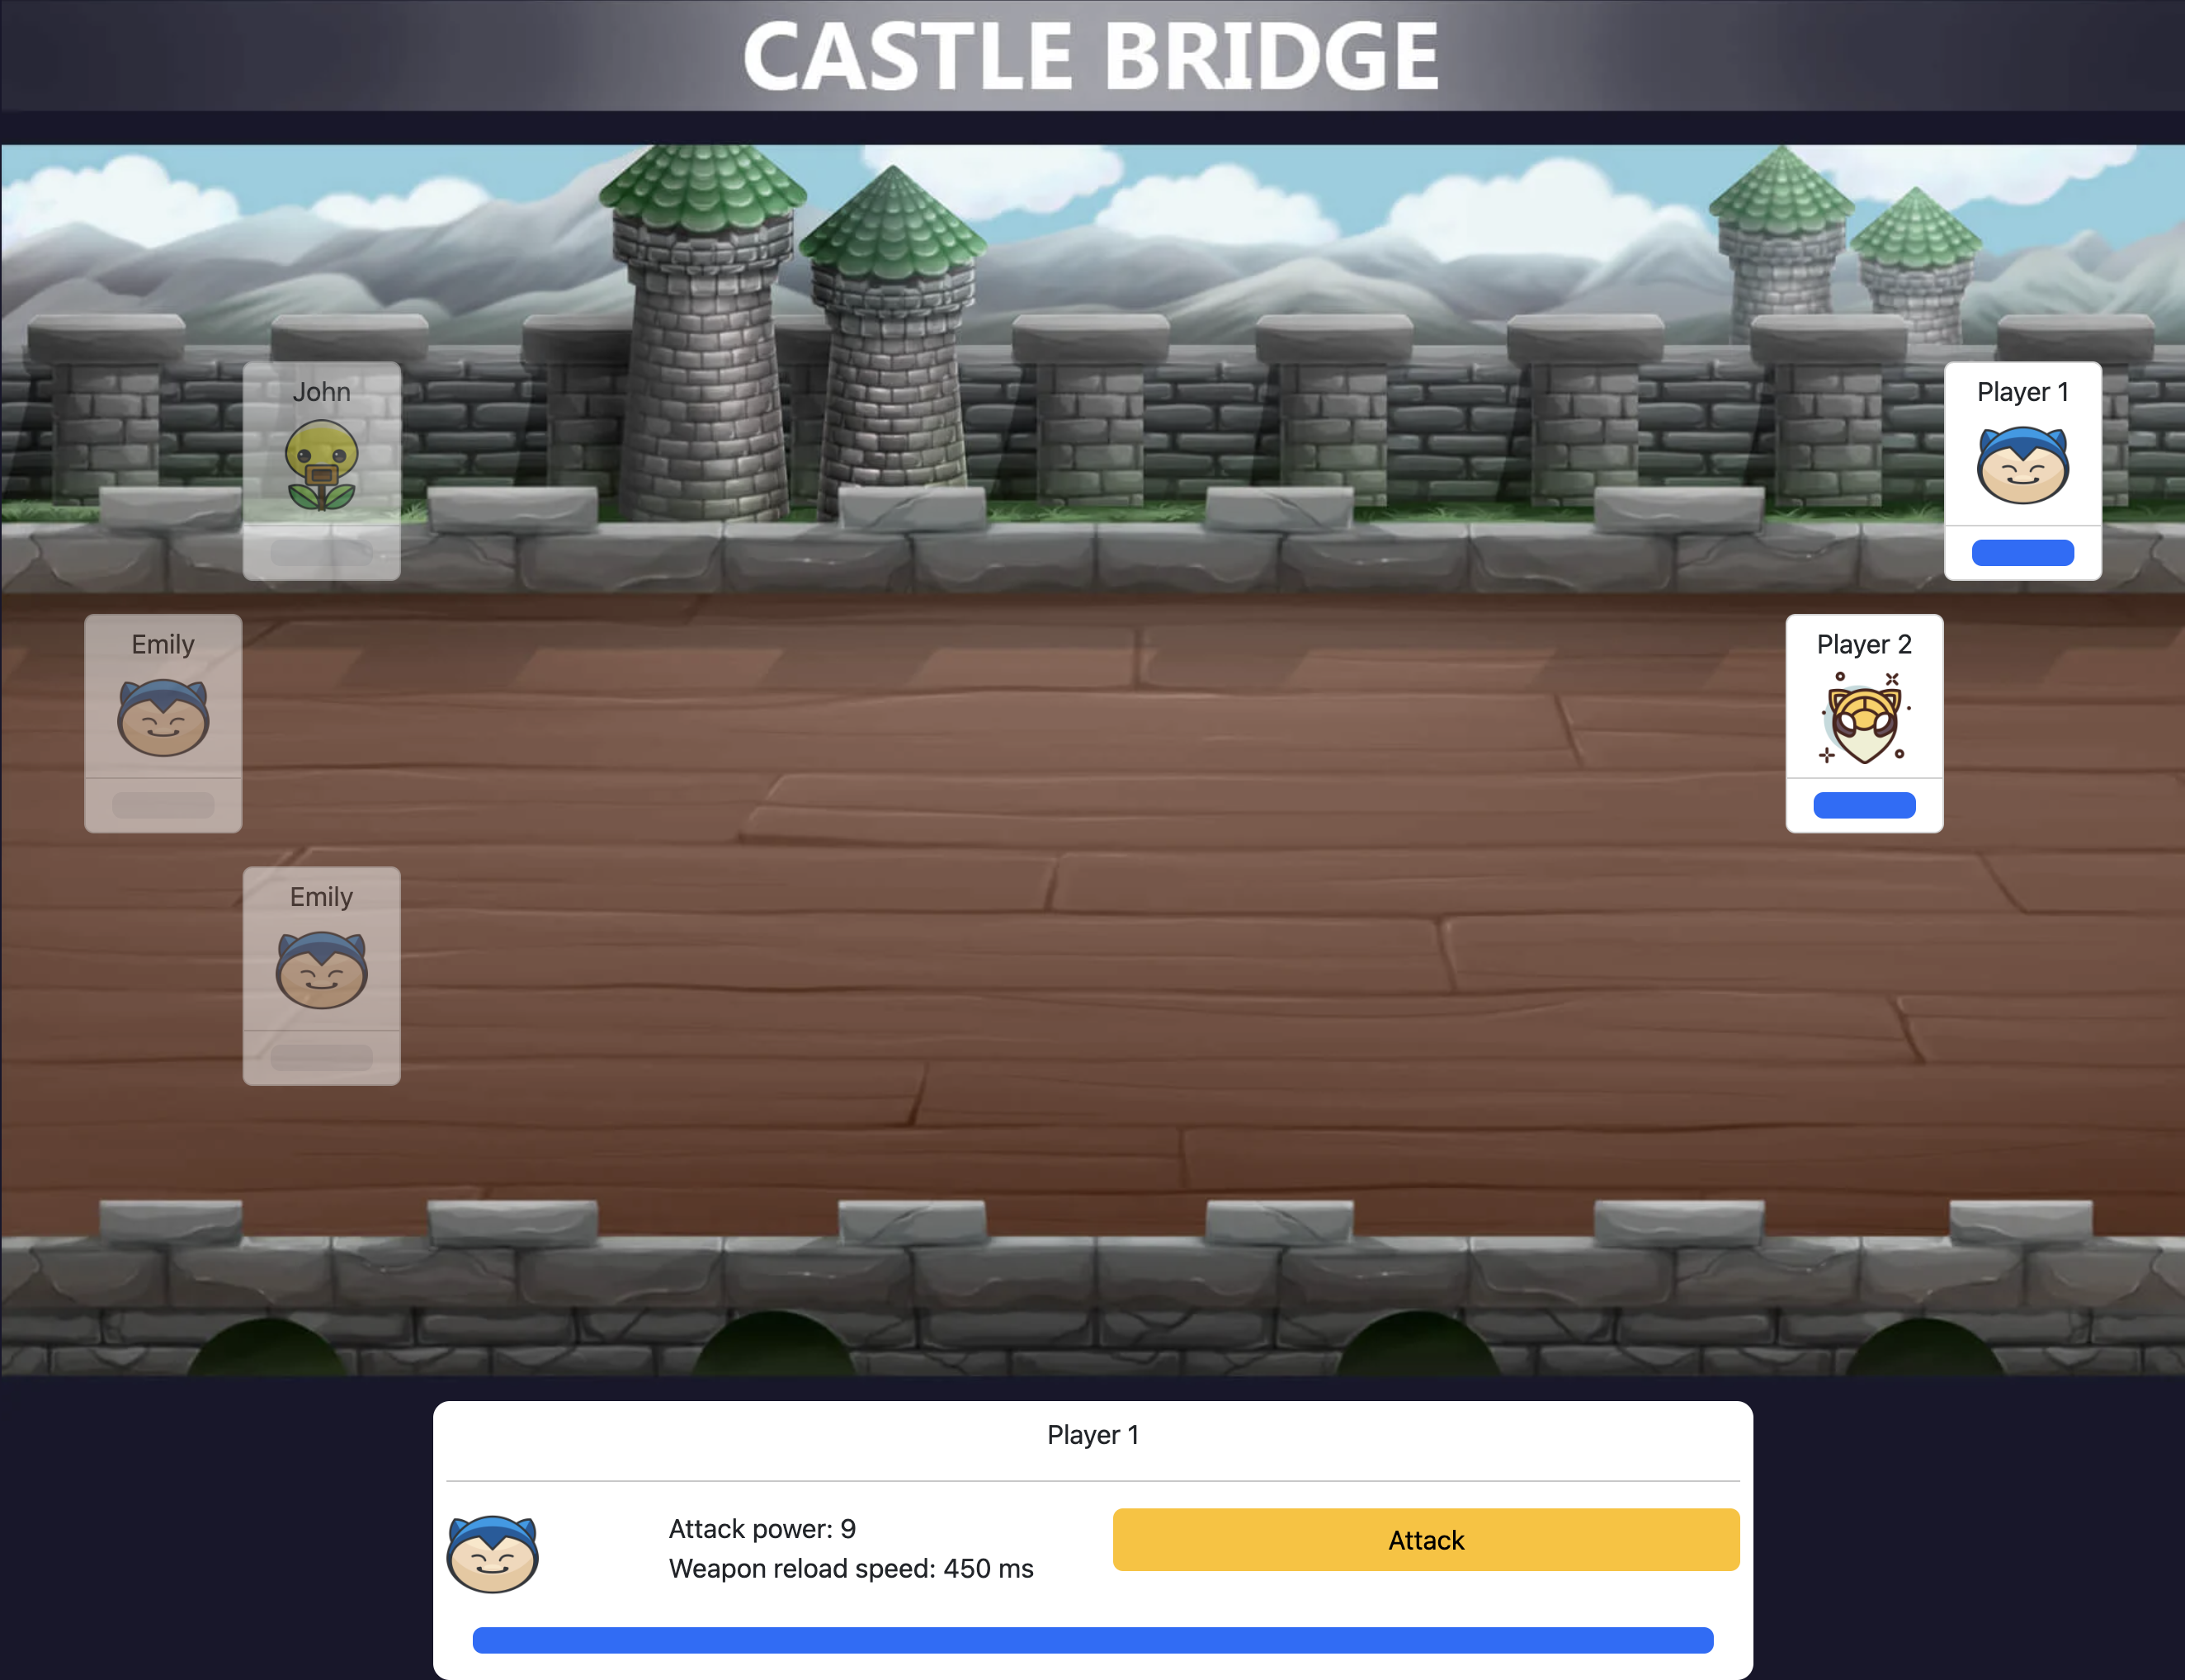 CASTLE BRIDGE
John
Player 1
Emily
Player 2
Emily
Player 1
Attack power: 9
Weapon reload speed: 450 ms
Attack